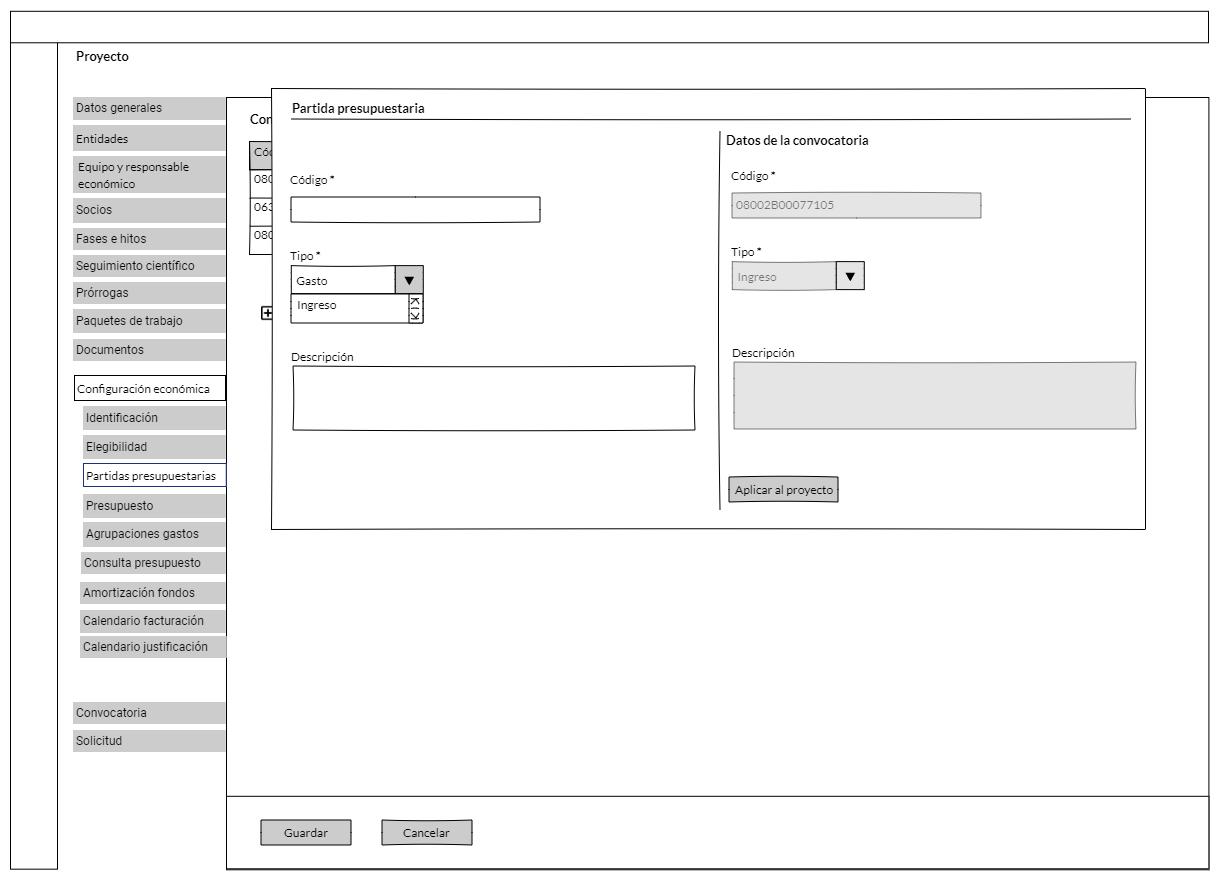 Proyecto
Datos generales
Entidades
Equipo y responsable
económico
Socios
Fases e hitos
Seguimiento científico
Prórrogas
Paquetes de trabajo
Documentos
Configuración económica
Identificación
Elegibilidad
Partidas presupuestarias
Presupuesto
Agrupaciones gastos
Consulta presupuesto
Amortización fondos
Calendario facturación
Calendario justificación
Convocatoria
Solicitud
Con
Cód
080
063
080
Partida presupuestaria
Código *
Tipo *
Gasto
Ingreso
Descripción
Datos de la convocatoria
Código *
08002B00077105
Tipo *
Ingreso
Descripción
Aplicar al proyecto
Guardar
Cancelar